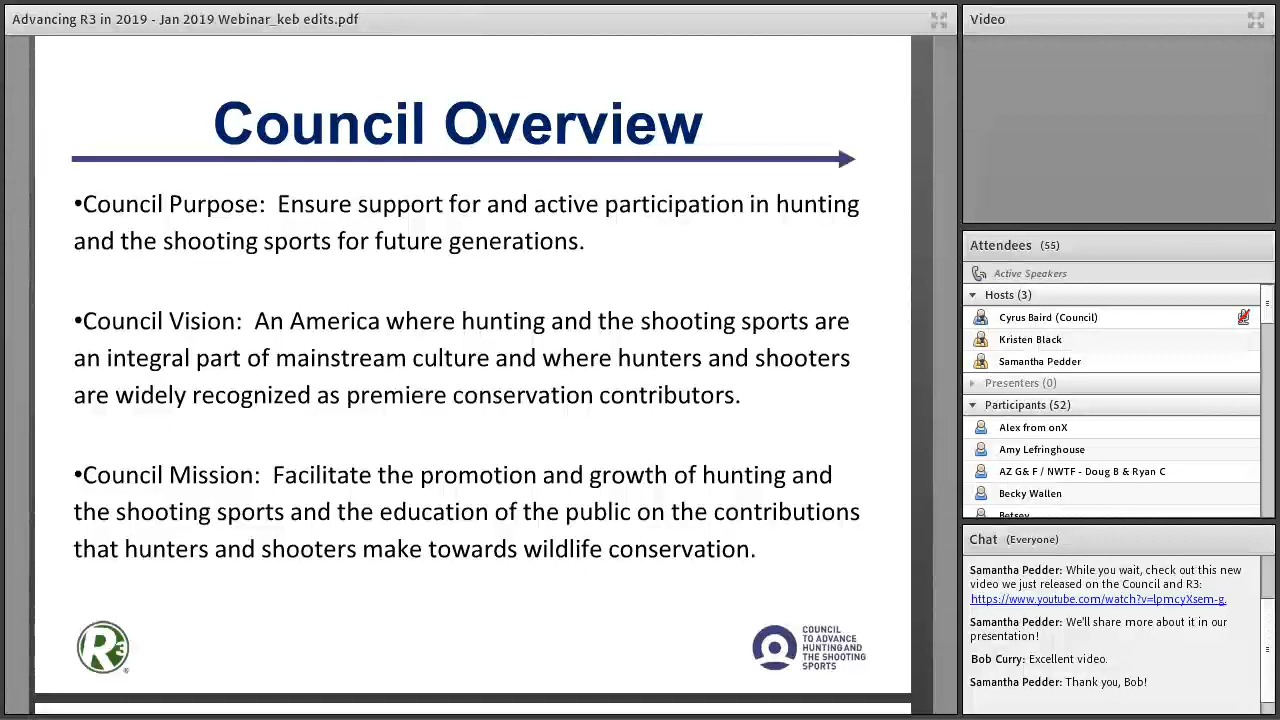 Advancing R3 in 2019 - Jan 2019 Webinar_keb edits.pdf
Council Overview
•Council Purpose: Ensure support for and active participation in hunting
and the shooting sports for future generations.
•Council Vision: An America where hunting and the shooting sports are
an integral part of mainstream culture and where hunters and shooters
are widely recognized as premiere conservation contributors.
•Council Mission: Facilitate the promotion and growth of hunting and
the shooting sports and the education of the public on the contributions
that hunters and shooters make towards wildlife conservation.
R3®
COUNCIL
TO ADVANCE
HUNTING AND
THE SHOOTING
SPORTS
Video
Attendees (55)
Active Speakers
Hosts (3)
Cyrus Baird (Council)
Kristen Black
Samantha Pedder
Presenters (0)
Participants (52)
Alex from onX
Amy Lefringhouse
AZ G& F / NWTF - Doug B & Ryan C
Becky Wallen
Betsey
Chat (Everyone)
Samantha Pedder: While you wait, check out this new
video we just released on the Council and R3:
https://www.youtube.com/watch?v=lpmcyXsem-g.
Samantha Pedder: We'll share more about it in our
presentation!
Bob Curry: Excellent video.
Samantha Pedder: Thank you, Bob!